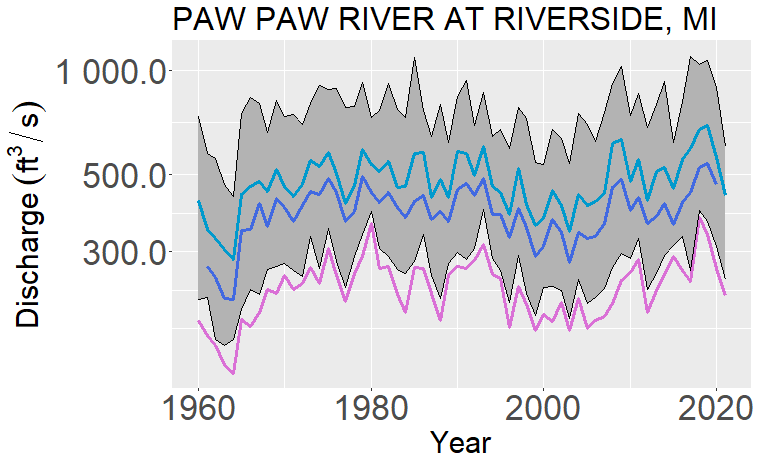 PAW PAW RIVER AT RIVERSIDE, MI
Discharge (ft³/s)
1 000.0
500.0
300.0
1960 1980 2000 2020
Year